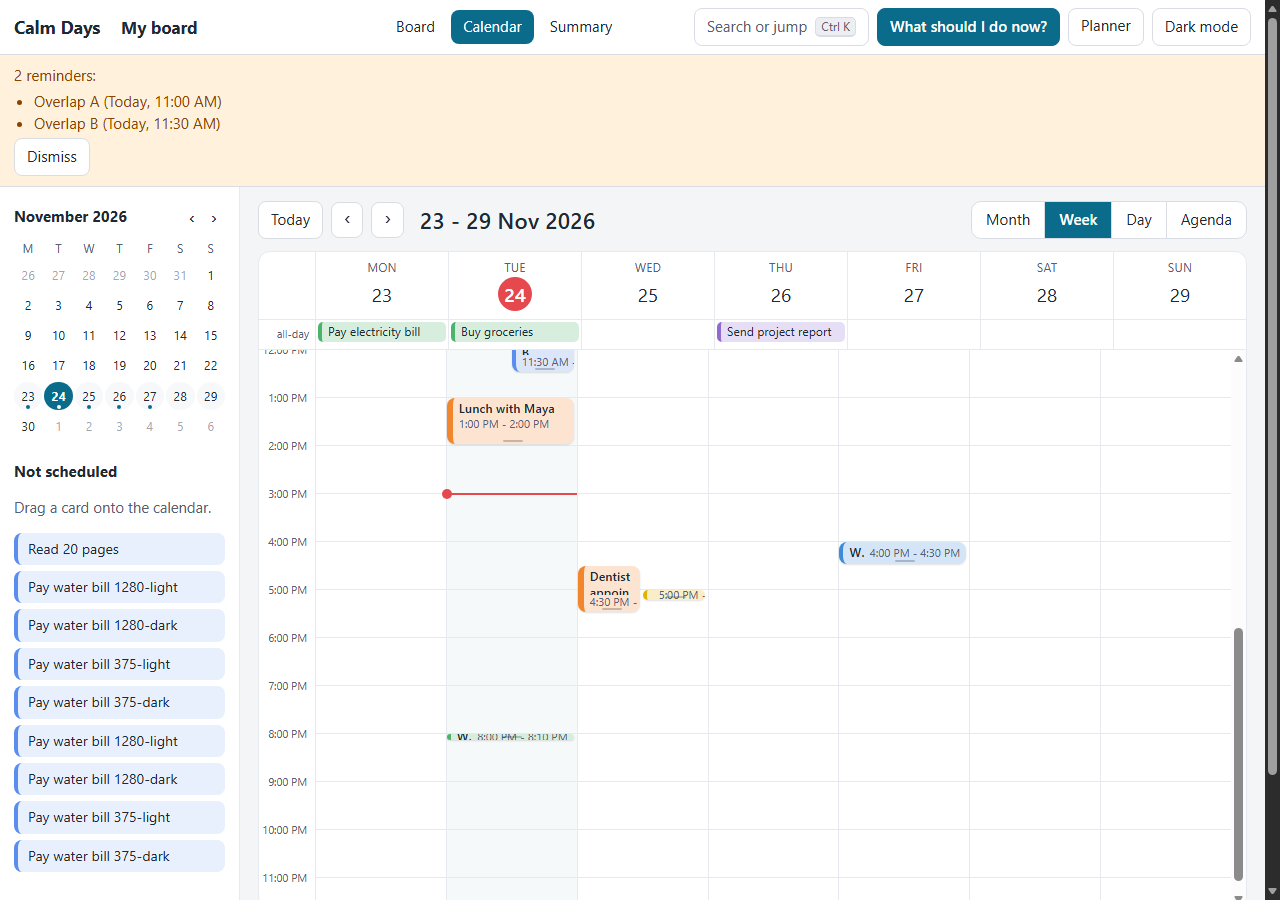 Calm Days My board Board Calendar Summary Search or jump Ctrl K What should I do now? Planner Dark mode
2 reminders:
• Overlap A (Today, 11:00 AM)
• Overlap B (Today, 11:30 AM)
Dismiss
November 2026 ‹ ›
M T W T F S S
26 27 28 29 30 31 1
2 3 4 5 6 7 8
9 10 11 12 13 14 15
16 17 18 19 20 21 22
23 24 25 26 27 28 29
30 1 2 3 4 5 6
Not scheduled
Drag a card onto the calendar.
Read 20 pages
Pay water bill 1280-light
Pay water bill 1280-dark
Pay water bill 375-light
Pay water bill 375-dark
Pay water bill 1280-light
Pay water bill 1280-dark
Pay water bill 375-light
Pay water bill 375-dark
Today ‹ › 23 - 29 Nov 2026 Month Week Day Agenda
MON TUE WED THU FRI SAT SUN
23 24 25 26 27 28 29
all-day Pay electricity bill Buy groceries Send project report
12:00 PM
11:30 AM -
1:00 PM
Lunch with Maya
1:00 PM - 2:00 PM
2:00 PM
3:00 PM
4:00 PM
W. 4:00 PM - 4:30 PM
Dentist
appoin
4:30 PM -
5:00 PM
5:00 PM -
6:00 PM
7:00 PM
8:00 PM
W. 8:00 PM - 8:10 PM
9:00 PM
10:00 PM
11:00 PM